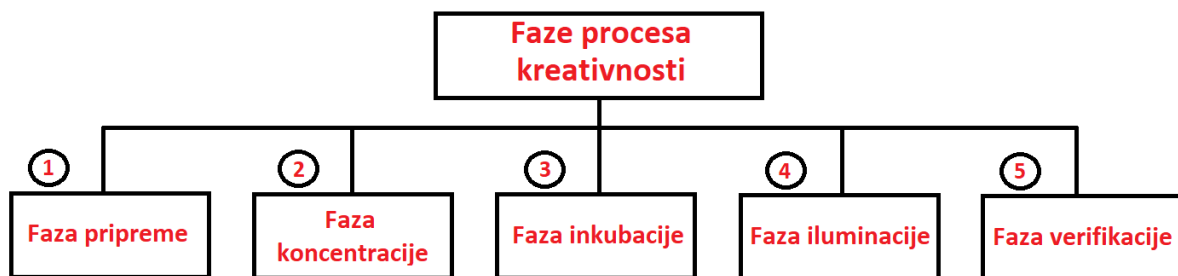 Faze procesa
kreativnosti
1
2
3
4
5
Faza pripreme
Faza
koncentracije
Faza inkubacije
Faza iluminacije
Faza verifikacije